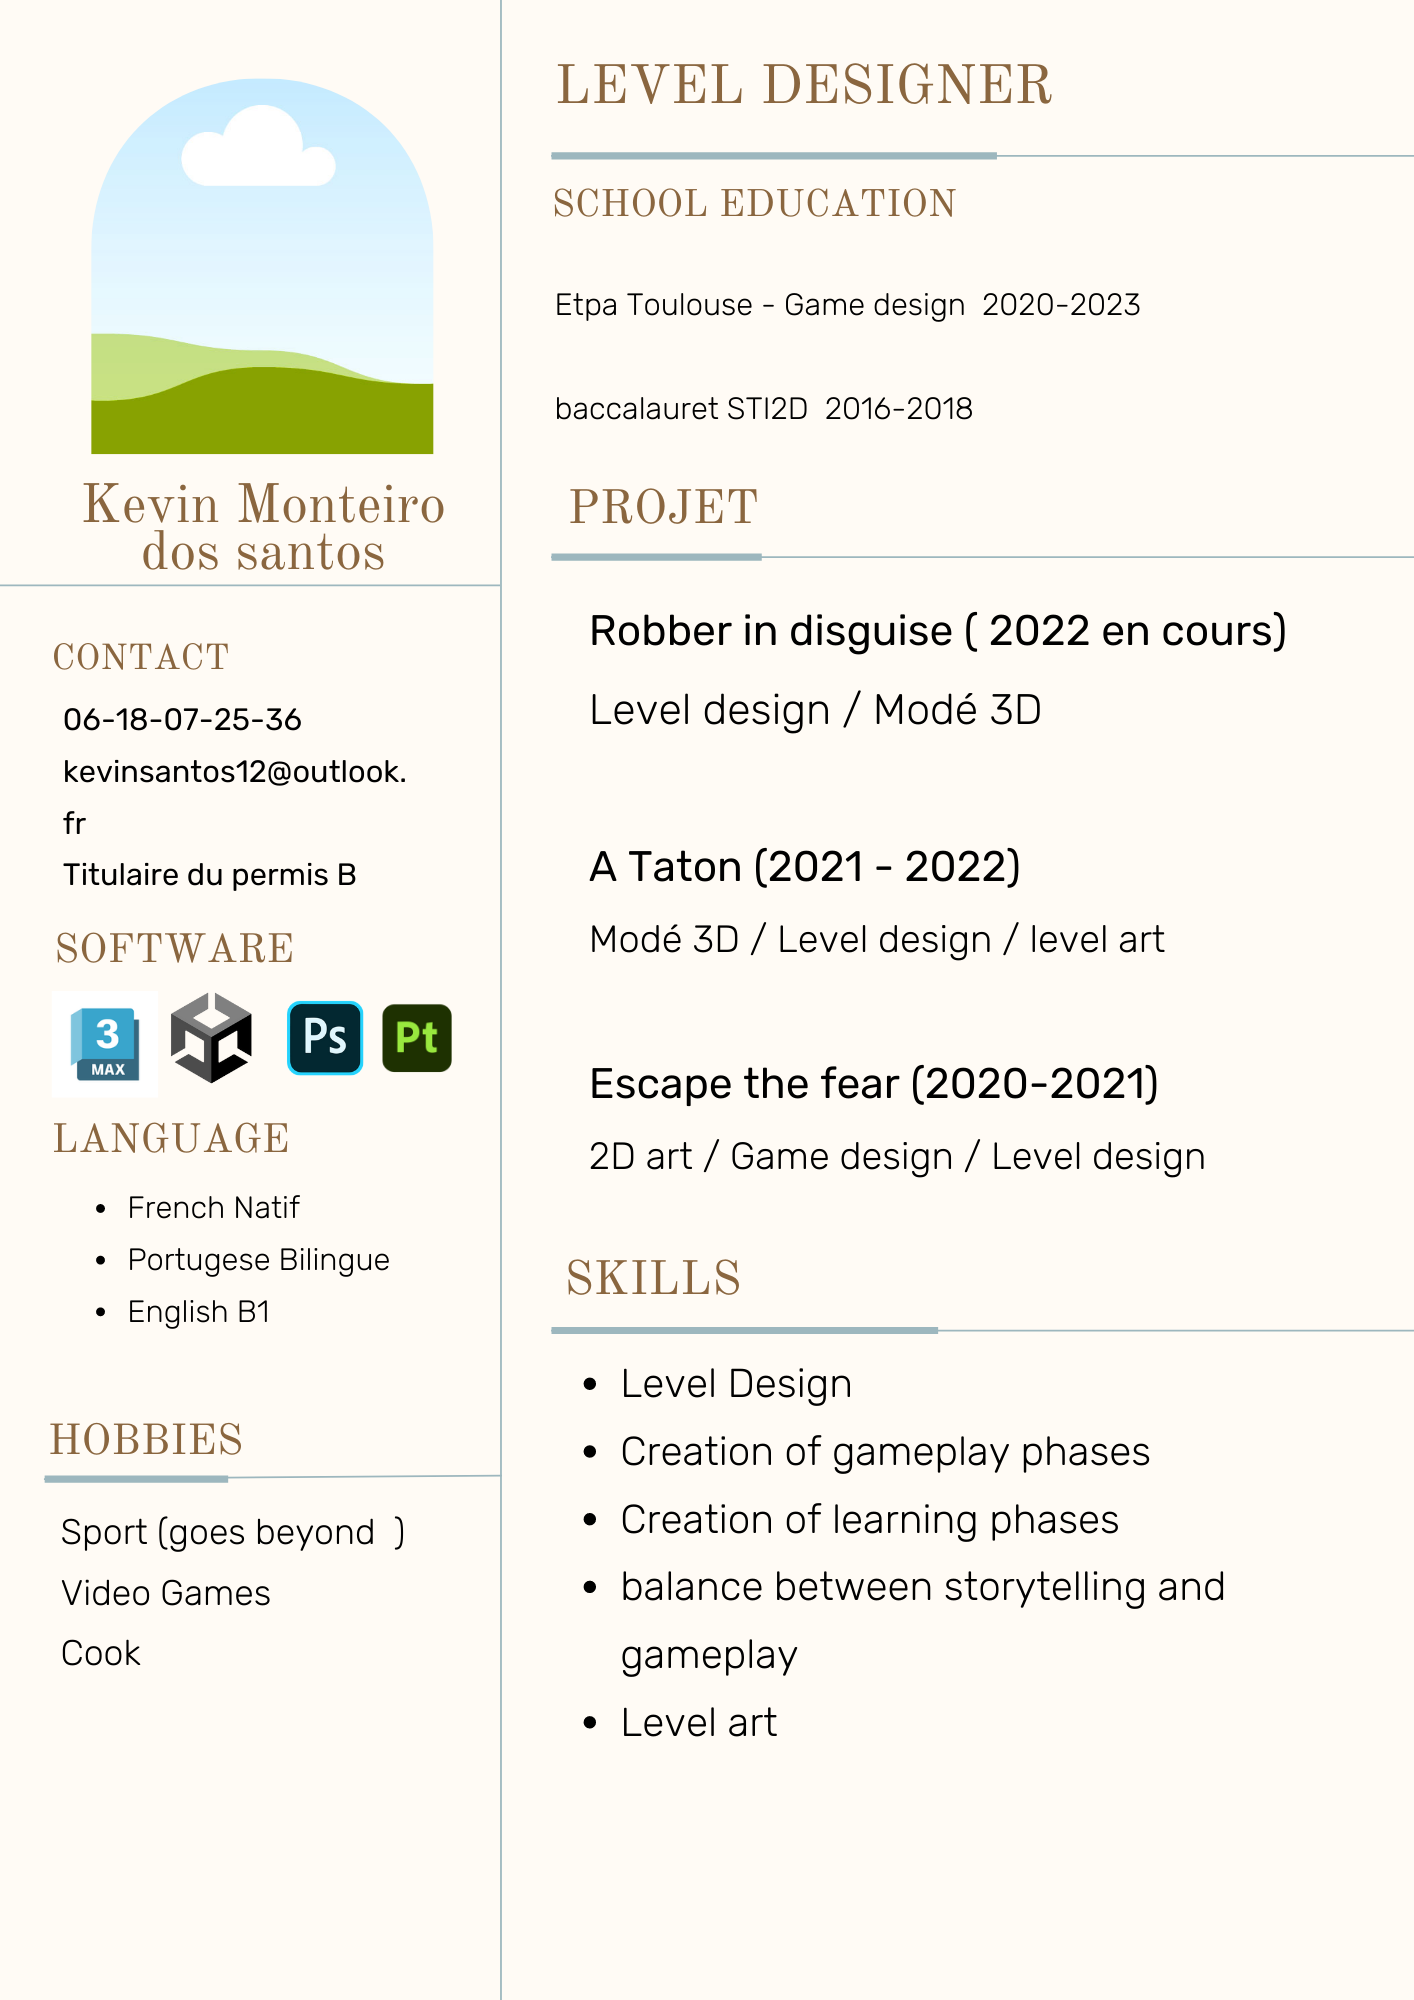 Kevin Monteiro
dos santos
CONTACT
06-18-07-25-36
kevinsantos12@outlook.
fr
Titulaire du permis B
SOFTWARE
3
MAX
Ps
Pt
LANGUAGE
• French Natif
• Portugese Bilingue
• English B1
HOBBIES
Sport (goes beyond  )
Video Games
Cook
LEVEL DESIGNER
SCHOOL EDUCATION
Etpa Toulouse - Game design  2020-2023
baccalauret STI2D  2016-2018
PROJET
Robber in disguise ( 2022 en cours)
Level design / Modé 3D
A Taton (2021 - 2022)
Modé 3D / Level design / level art
Escape the fear (2020-2021)
2D art / Game design / Level design
SKILLS
• Level Design
• Creation of gameplay phases
• Creation of learning phases
• balance between storytelling and
gameplay
• Level art